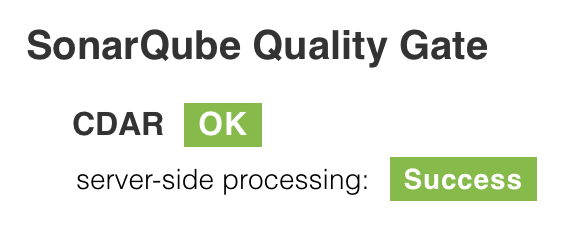 SonarQube Quality Gate
CDAR OK
server-side processing: Success